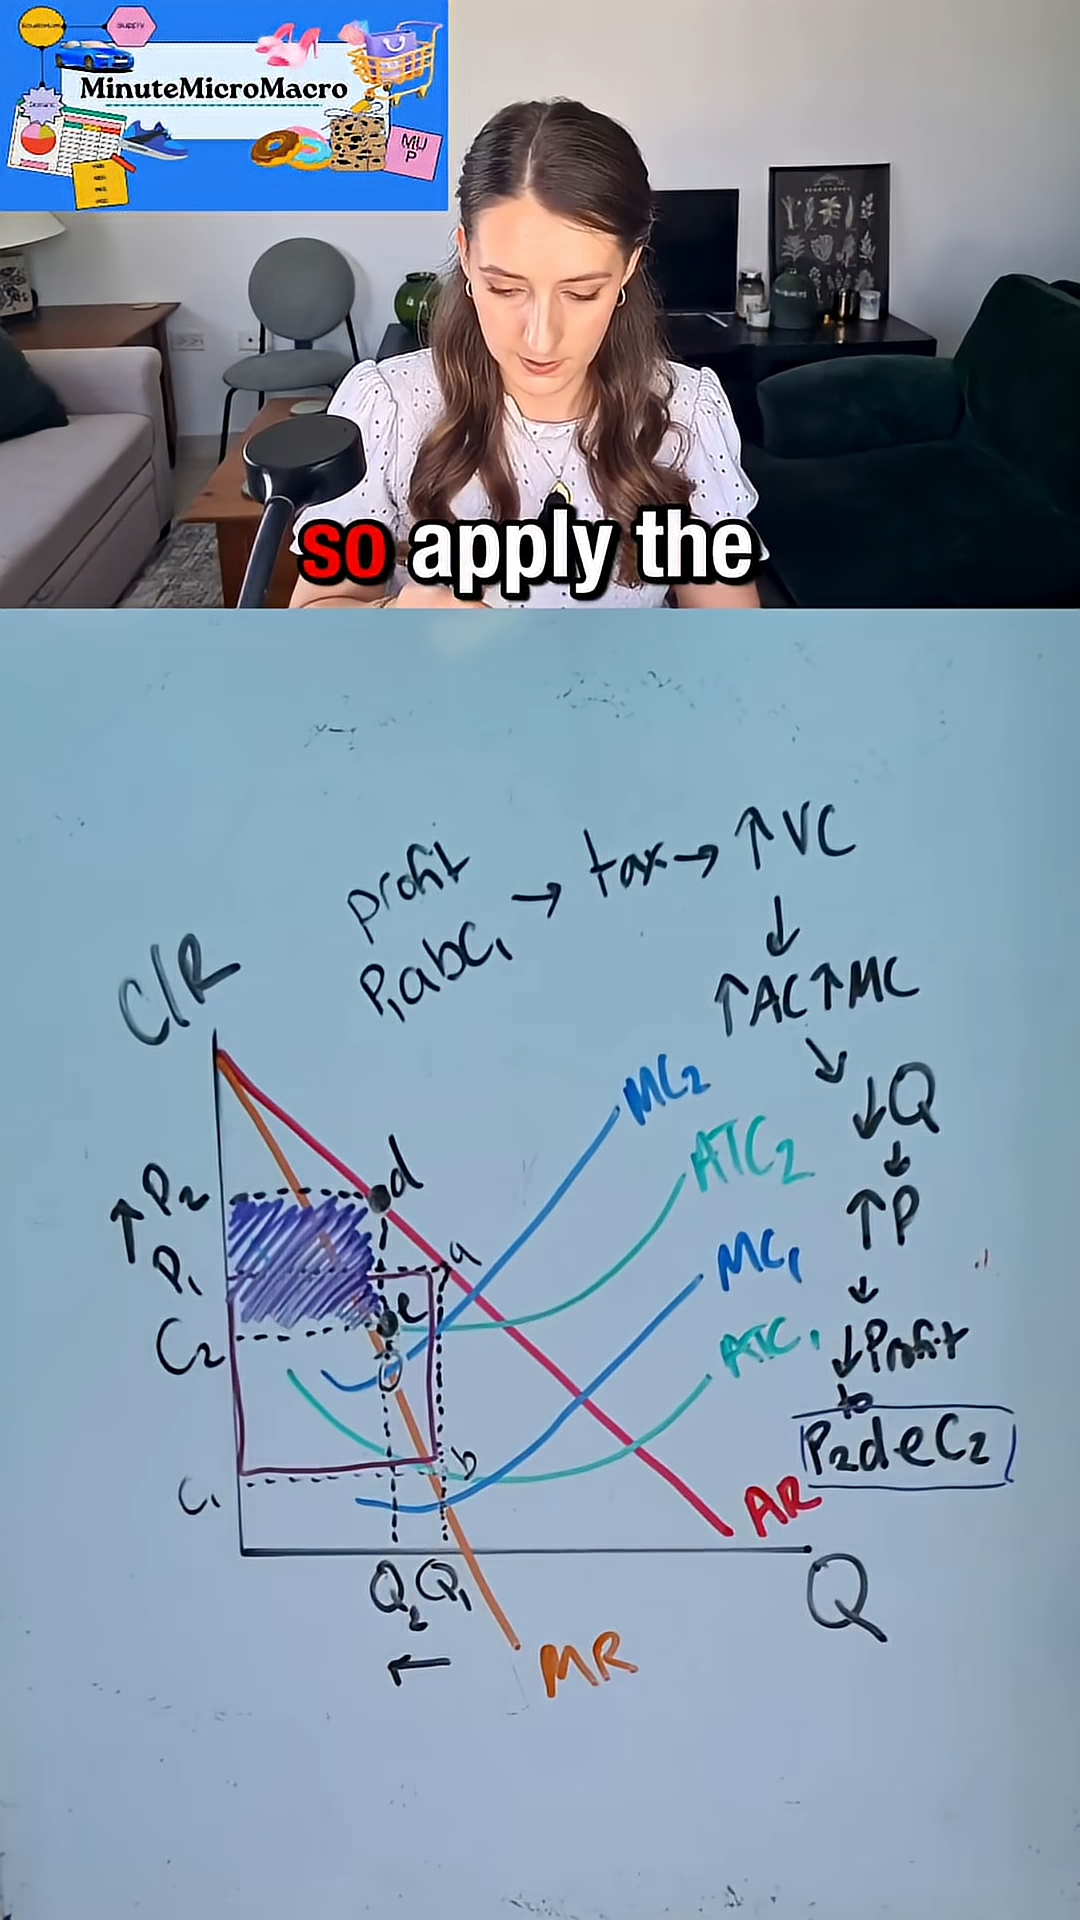 Supply
MinuteMicroMacro
MU
P
so apply the
profit → tax → ↑VC
P₁abC₁
↓
C/R
↑AC↑MC
↓
MC₂
↓Q
ATC₂
↓
d
↑P₂
↑P
a
P₁
MC₁
↓
e
C₂
ATC₁
↓Profit
to
P₂deC₂
b
C₁
AR
Q₂ Q₁
Q
←
MR